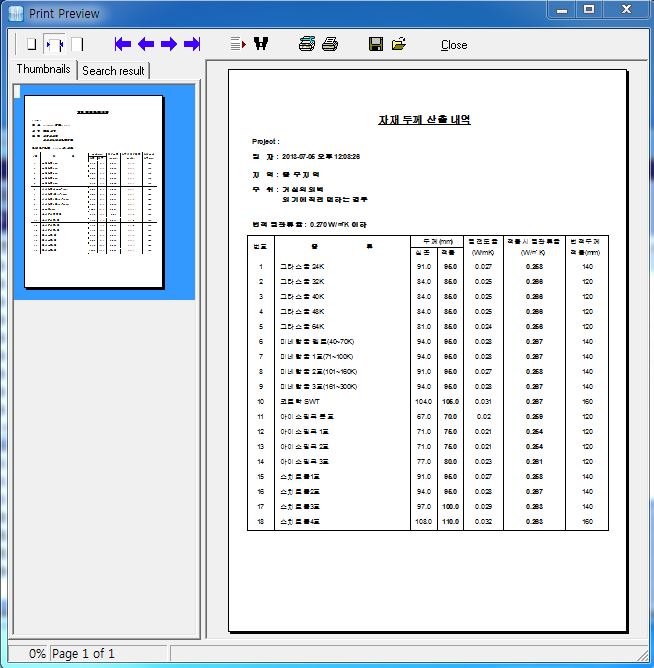 Print Preview
Close
Thumbnails Search result
자재 두께 산출 내역
Project :
일 자 : 2013-07-05 오후 12:03:26
지 역 : 중 부 지 역
부 위 : 거실의 외벽
외기에 직접 면하는 경우
법적 열관류율 : 0.270 W/㎡K 이하
번호 종 류 두께 (mm) 열전도율 적용시 열관류율 법적두께
실 은 적용 (W/mK) (W/㎡K) 적용(mm)
1 그라스울 24K 91.0 95.0 0.027 0.258 140
2 그라스울 32K 84.0 85.0 0.025 0.266 120
3 그라스울 40K 84.0 85.0 0.025 0.266 120
4 그라스울 48K 84.0 85.0 0.025 0.266 120
5 그라스울 64K 81.0 85.0 0.024 0.256 120
6 미네랄울 펠트(40~70K) 94.0 95.0 0.028 0.267 140
7 미네랄울 1호(71~100K) 94.0 95.0 0.028 0.267 140
8 미네랄울 2호(101~160K) 91.0 95.0 0.027 0.258 140
9 미네랄울 3호(161~300K) 94.0 95.0 0.028 0.267 140
10 SWT 104.0 105.0 0.031 0.267 160
11 아이소핑크 특호 67.0 70.0 0.02 0.259 120
12 아이소핑크 1호 71.0 75.0 0.021 0.254 120
13 아이소핑크 2호 71.0 75.0 0.021 0.254 120
14 아이소핑크 3호 77.0 80.0 0.023 0.261 120
15 스치로폴1호 91.0 95.0 0.027 0.258 140
16 스치로폴2호 94.0 95.0 0.028 0.267 140
17 스치로폴3호 97.0 100.0 0.029 0.263 140
18 스치로폴4호 108.0 110.0 0.032 0.263 160
0% Page 1 of 1